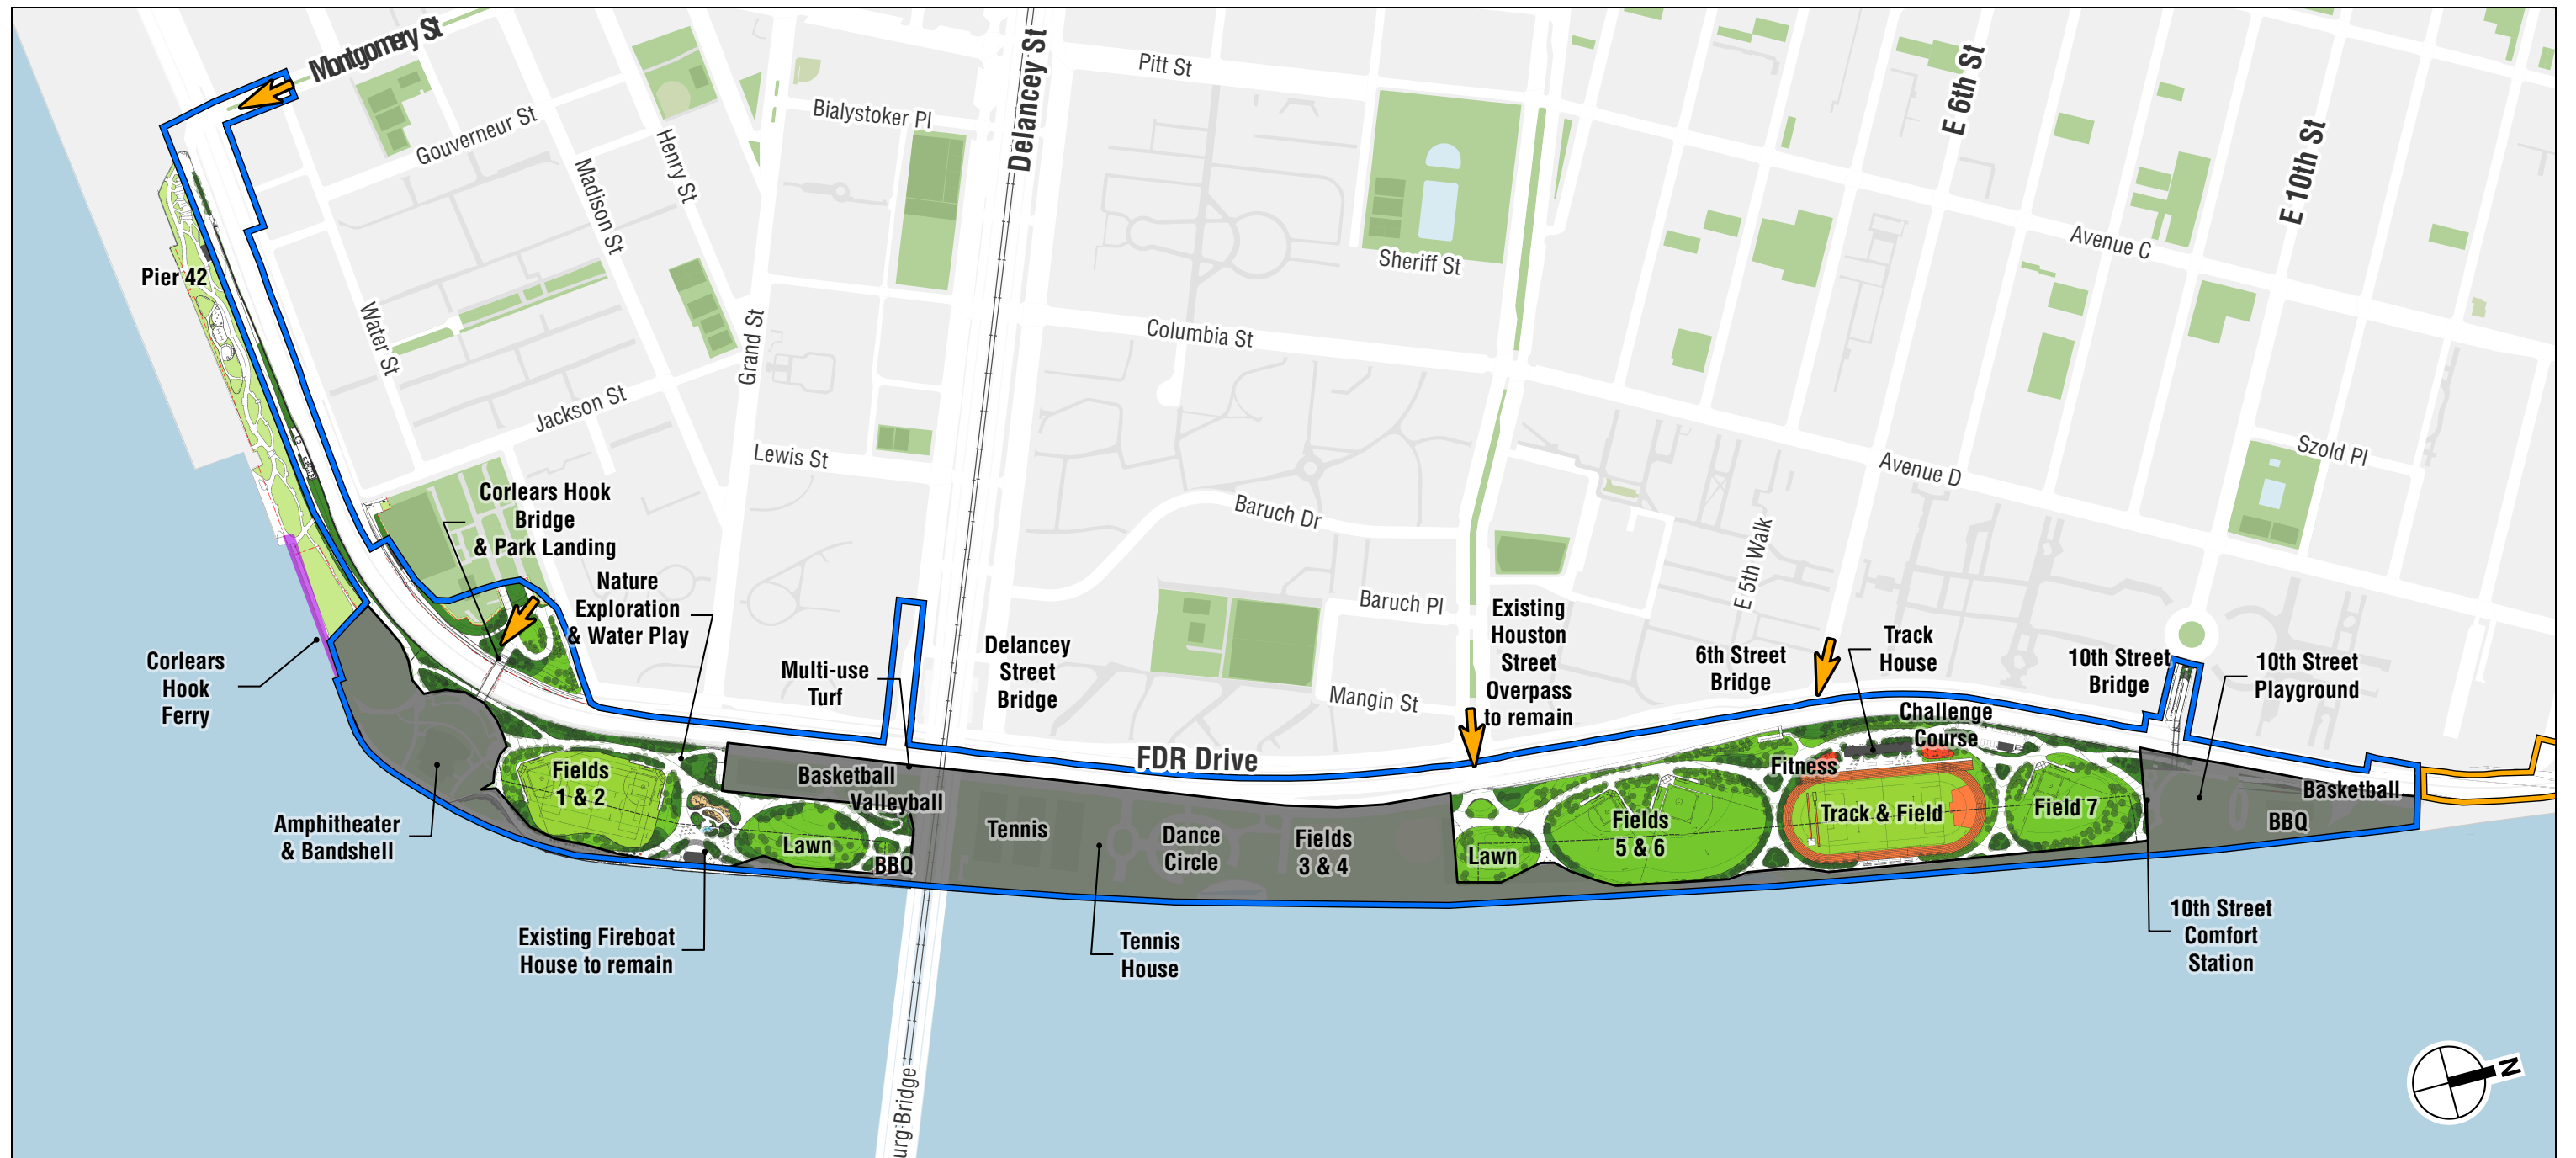 Montgomery St
Gouverneur St
Madison St
Henry St
Bialystoker Pl
Delancey St
Pitt St
Sheriff St
E 6th St
E 10th St
Avenue C
Pier 42
Water St
Grand St
Jackson St
Lewis St
Columbia St
Avenue D
Szold Pl
Baruch Dr
E 5th Walk
Baruch Pl
Mangin St
Corlears Hook
Bridge
& Park Landing
Nature
Exploration
& Water Play
Multi-use
Turf
Delancey
Street
Bridge
Existing
Houston
Street
Overpass
to remain
6th Street
Bridge
Track
House
10th Street
Bridge
10th Street
Playground
Corlears
Hook
Ferry
FDR Drive
Challenge
Course
Fitness
Fields
1 & 2
Basketball
Valleyball
Lawn
BBQ
Tennis
Dance
Circle
Fields
3 & 4
Lawn
Fields
5 & 6
Track & Field
Field 7
Basketball
BBQ
Amphitheater
& Bandshell
Existing Fireboat
House to remain
Tennis
House
10th Street
Comfort
Station
urg Bridge
N